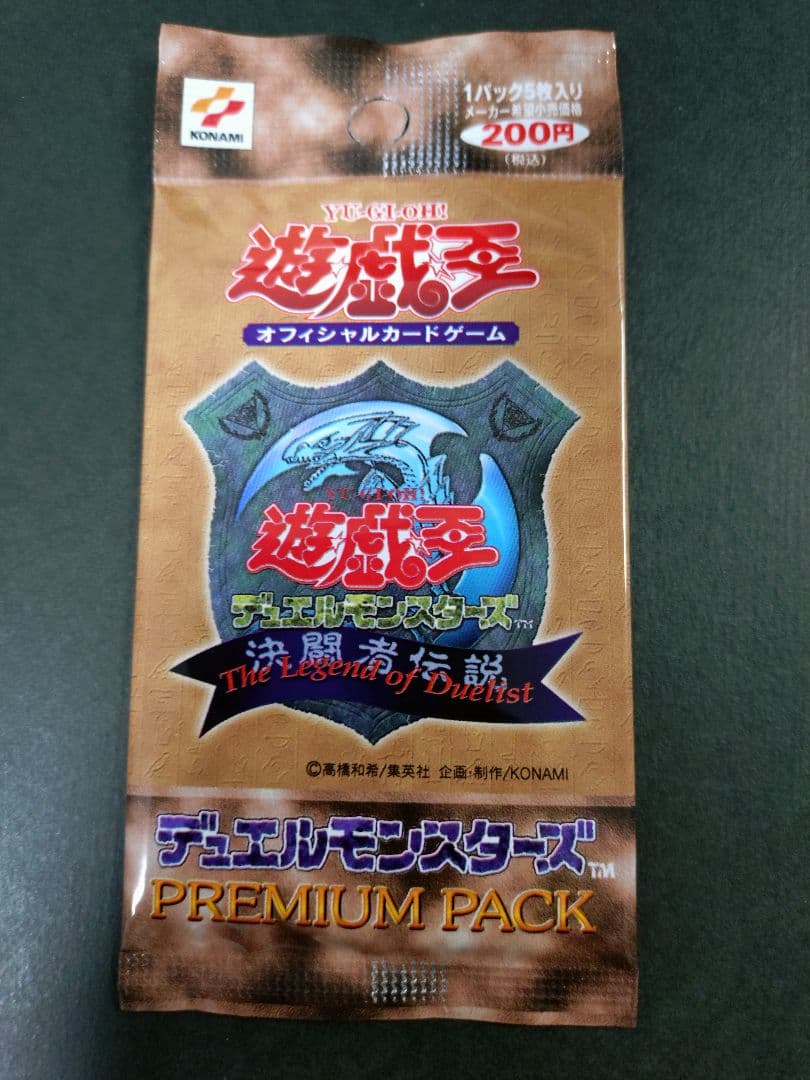 KONAMI
1パック5枚入り
メーカー希望小売価格
200円
(税込)
YU-GI-OH!
遊☆戯☆王
オフィシャルカードゲーム
YU-GI-OH!
遊☆戯☆王
デュエルモンスターズ™
決闘者伝説
The Legend of Duelist
©高橋和希/集英社 企画・制作/KONAMI
デュエルモンスターズ™
PREMIUM PACK